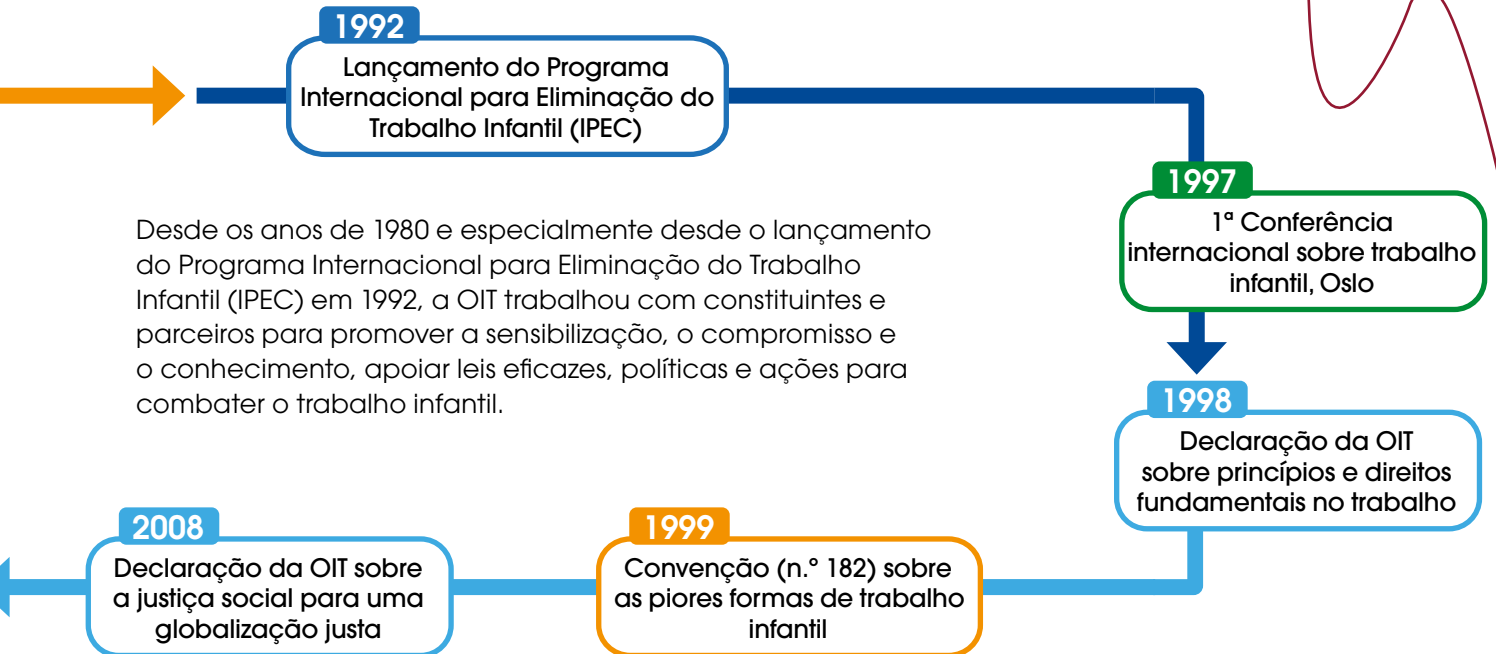 1992
Lançamento do Programa
Internacional para Eliminação do
Trabalho Infantil (IPEC)
1997
1ª Conferência
internacional sobre trabalho
infantil, Oslo
Desde os anos de 1980 e especialmente desde o lançamento
do Programa Internacional para Eliminação do Trabalho
Infantil (IPEC) em 1992, a OIT trabalhou com constituintes e
parceiros para promover a sensibilização, o compromisso e
o conhecimento, apoiar leis eficazes, políticas e ações para
combater o trabalho infantil.
1998
Declaração da OIT
sobre princípios e direitos
fundamentais no trabalho
1999
Convenção (n.º 182) sobre
as piores formas de trabalho
infantil
2008
Declaração da OIT sobre
a justiça social para uma
globalização justa